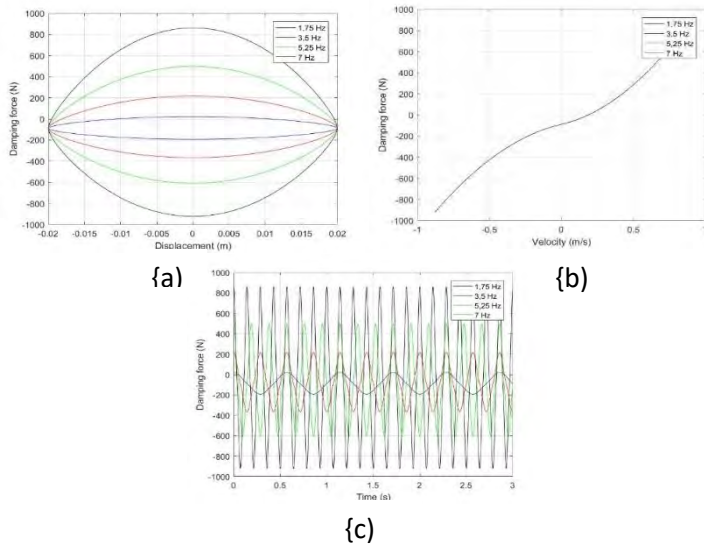 1000
800
600
400
200
0
-200
-400
-600
-800
-1000
Damping force (N)
-0.02 -0.015 -0.01 -0.005 0 0.005 0.01 0.015 0.02
Displacement (m)
1,75 Hz
3,5 Hz
5,25 Hz
7 Hz
{a)
1000
800
600
400
200
0
-200
-400
-600
-800
-1000
Damping force (N)
-1 -0.5 0 0.5 1
Velocity (m/s)
1,75 Hz
3,5 Hz
5,25 Hz
7 Hz
{b)
1000
800
600
400
200
0
-200
-400
-600
-800
-1000
Damping force (N)
0 0.5 1 1.5 2 2.5 3
Time (s)
1,75 Hz
3,5 Hz
5,25 Hz
7 Hz
{c)